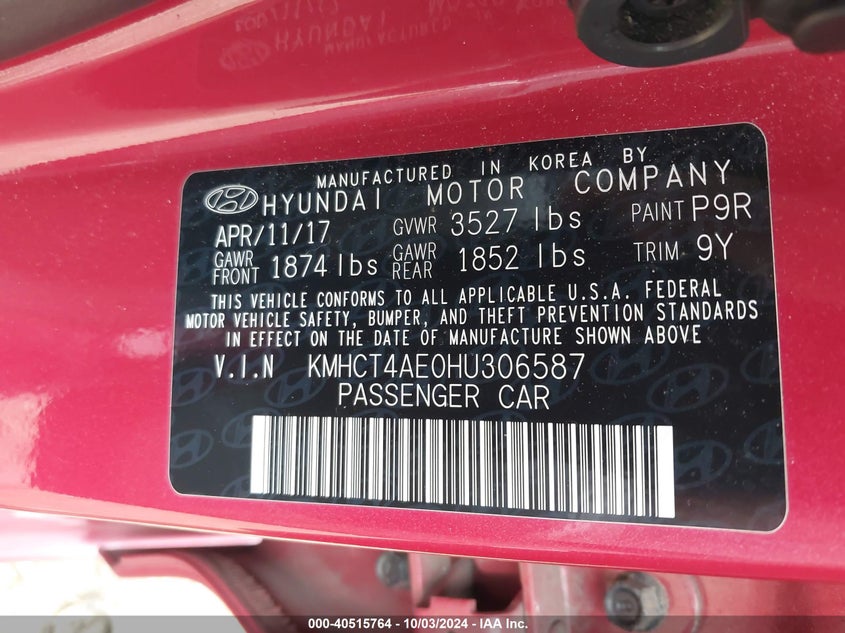 MANUFACTURED IN KOREA BY
HYUNDAI MOTOR COMPANY
APR/11/17 GVWR 3527 lbs PAINT P9R
GAWR FRONT 1874 lbs GAWR REAR 1852 lbs TRIM 9Y
THIS VEHICLE CONFORMS TO ALL APPLICABLE U.S.A. FEDERAL
MOTOR VEHICLE SAFETY, BUMPER, AND THEFT PREVENTION STANDARDS
IN EFFECT ON THE DATE OF MANUFACTURE SHOWN ABOVE
V.I.N KMHCT4AE0HU306587
PASSENGER CAR
000-40515764 - 10/03/2024 - IAA Inc.